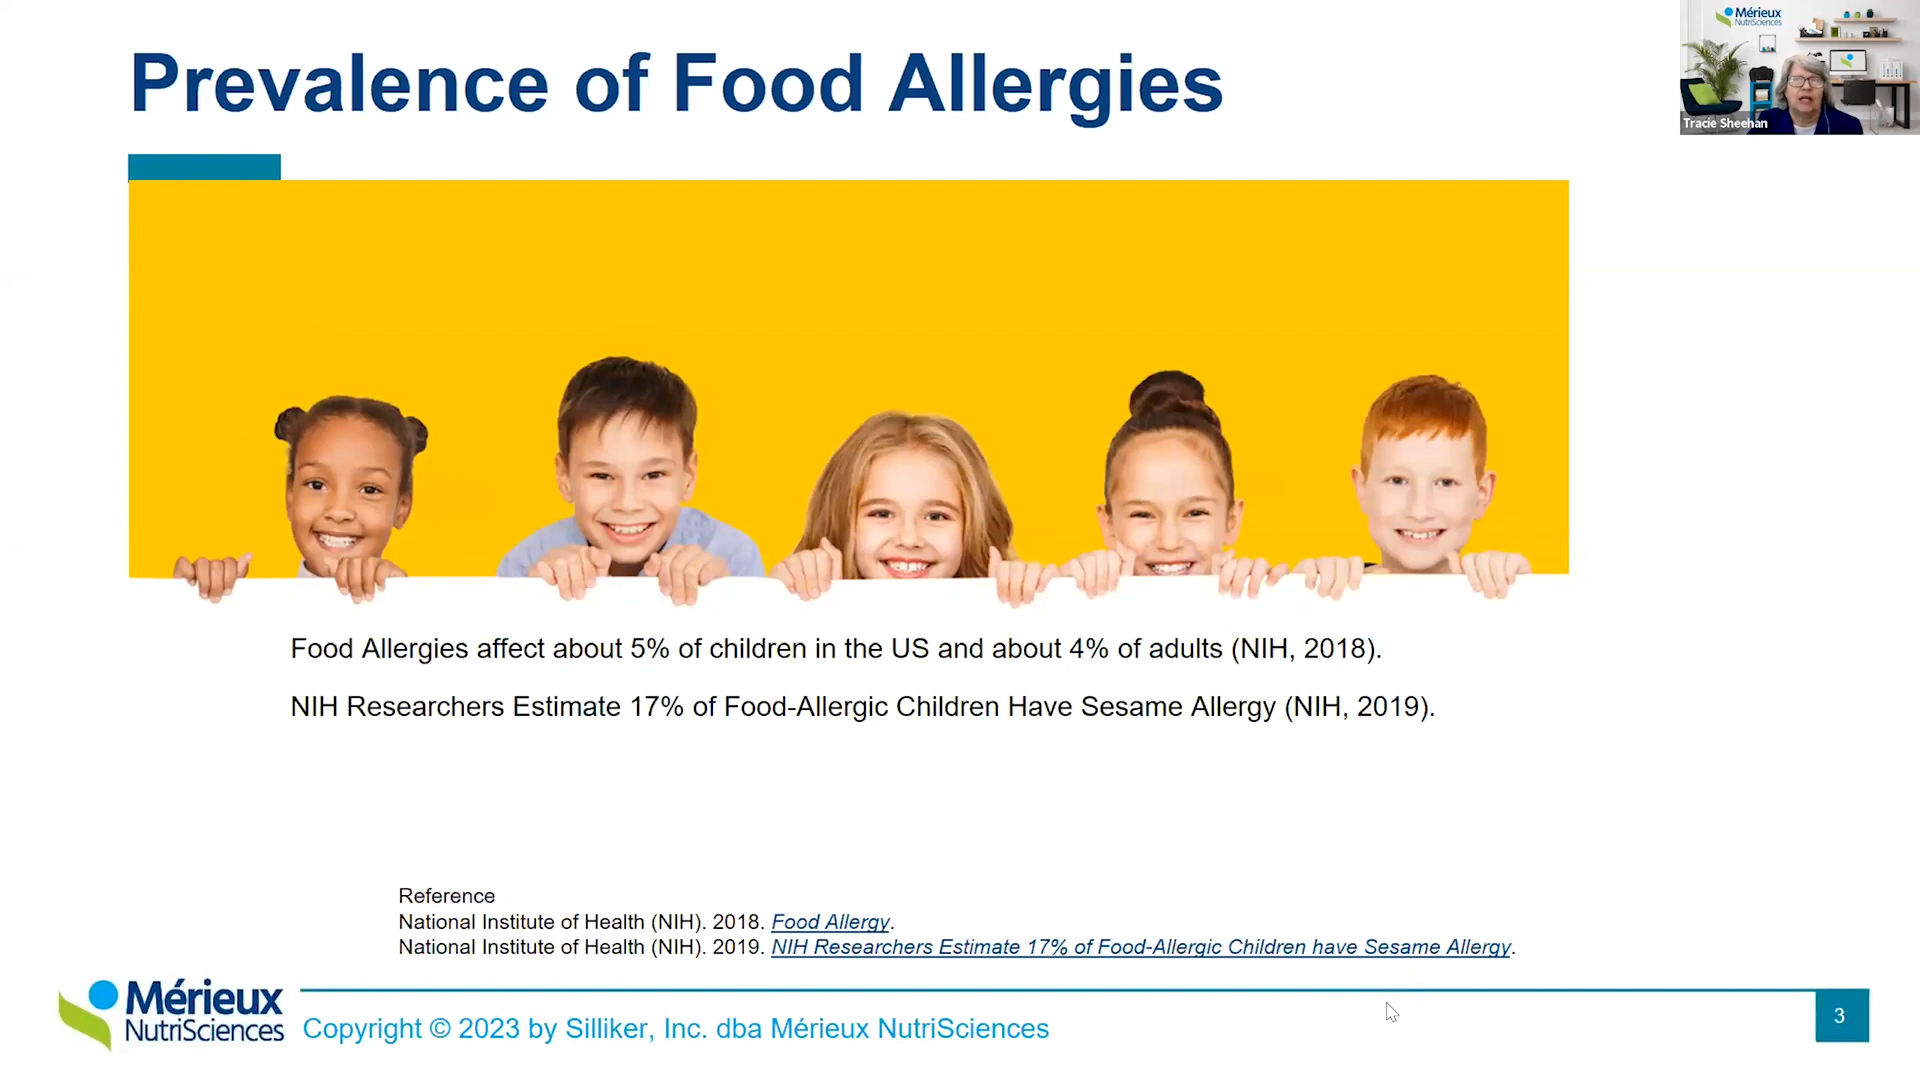 Prevalence of Food Allergies
Mérieux
NutriSciences
Tracie Sheehan
Food Allergies affect about 5% of children in the US and about 4% of adults (NIH, 2018).
NIH Researchers Estimate 17% of Food-Allergic Children Have Sesame Allergy (NIH, 2019).
Reference
National Institute of Health (NIH). 2018. Food Allergy.
National Institute of Health (NIH). 2019. NIH Researchers Estimate 17% of Food-Allergic Children have Sesame Allergy.
Mérieux
NutriSciences
Copyright © 2023 by Silliker, Inc. dba Mérieux NutriSciences
3